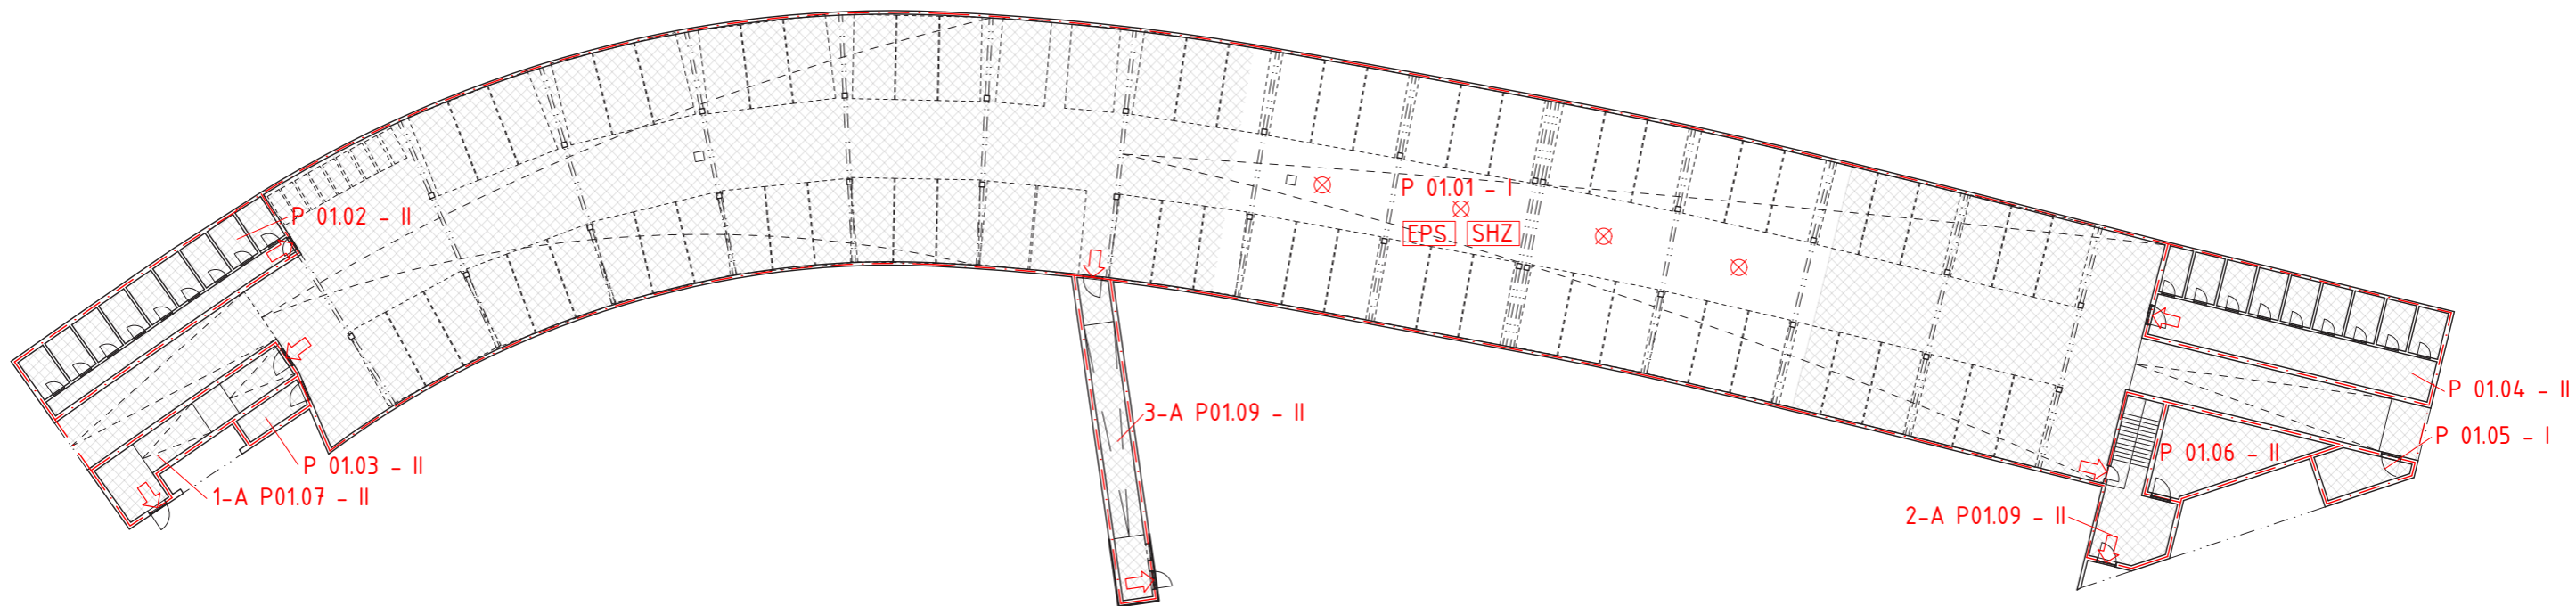 P 01.01 - I
P 01.02 - II
EPS SHZ
P 01.04 - II
3-A P01.09 - II
P 01.05 - I
P 01.06 - II
P 01.03 - II
1-A P01.07 - II
2-A P01.09 - II